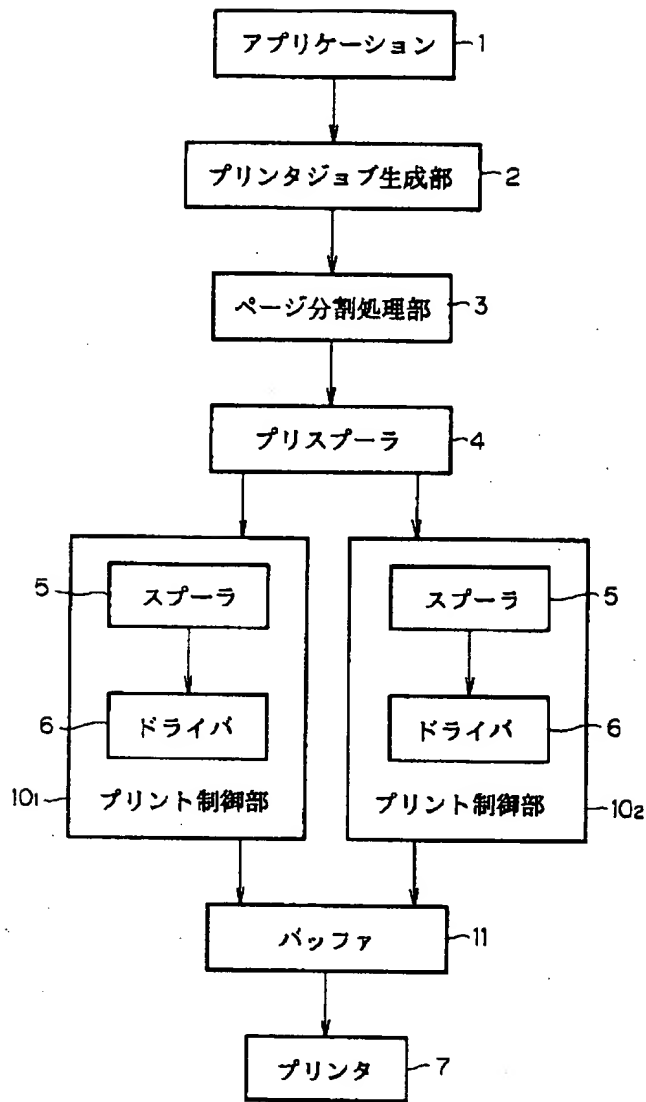 アプリケーション 1
プリンタジョブ生成部 2
ページ分割処理部 3
プリスプーラ 4
5 スプーラ
6 ドライバ
10₁ プリント制御部
スプーラ 5
ドライバ 6
プリント制御部 10₂
バッファ 11
プリンタ 7